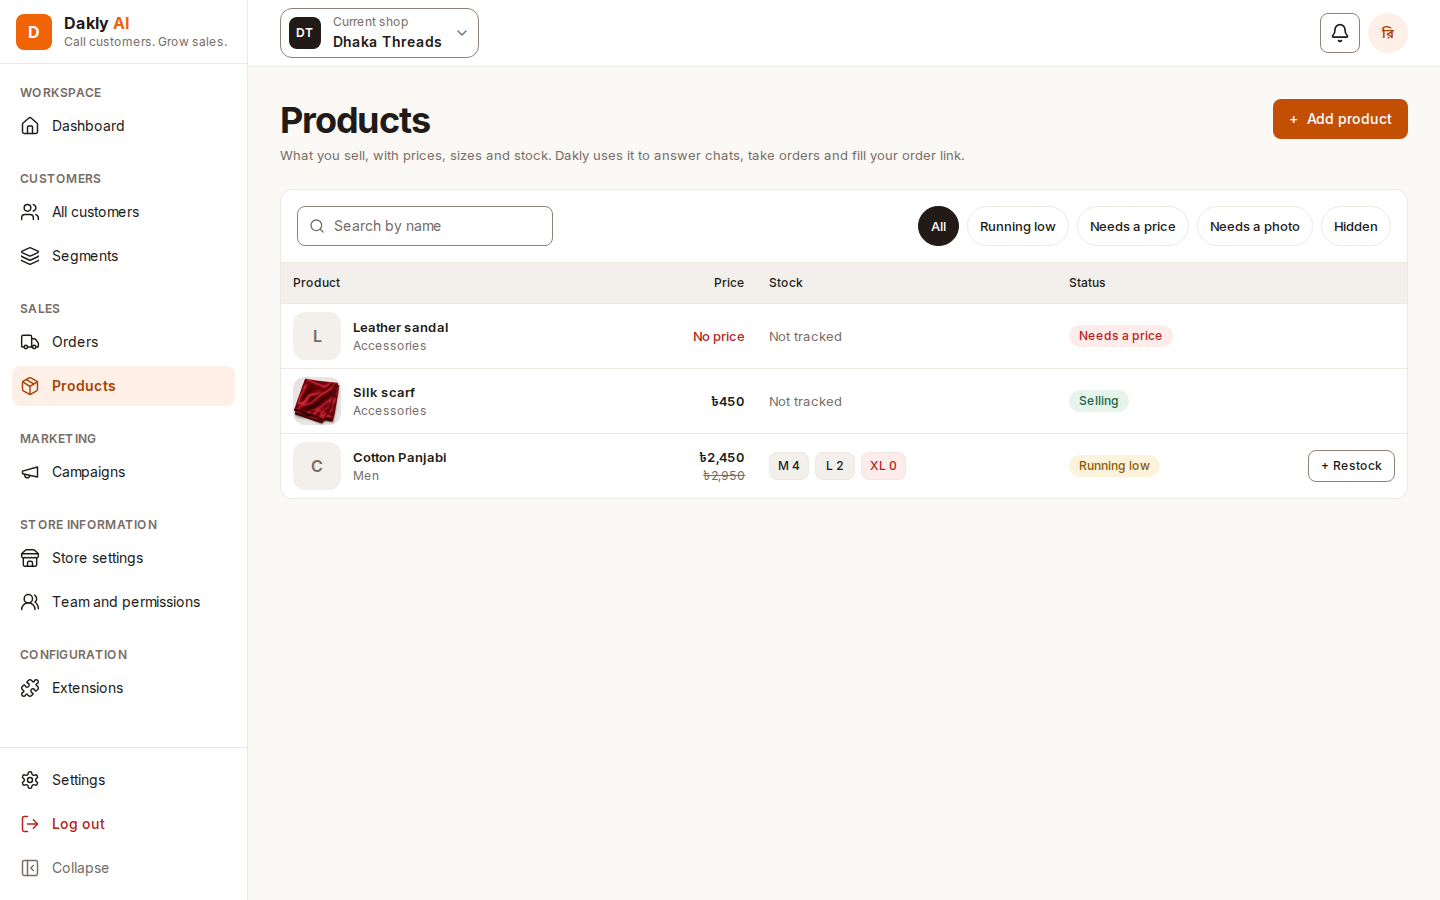 D
Dakly AI
Call customers. Grow sales.
WORKSPACE
Dashboard
CUSTOMERS
All customers
Segments
SALES
Orders
Products
MARKETING
Campaigns
STORE INFORMATION
Store settings
Team and permissions
CONFIGURATION
Extensions
Settings
Log out
Collapse
DT
Current shop
Dhaka Threads
রি
Products
+ Add product
What you sell, with prices, sizes and stock. Dakly uses it to answer chats, take orders and fill your order link.
Search by name
All Running low Needs a price Needs a photo Hidden
Product Price Stock Status
L
Leather sandal
Accessories
No price Not tracked Needs a price
Silk scarf
Accessories
৳450 Not tracked Selling
C
Cotton Panjabi
Men
৳2,450
৳2,950
M 4 L 2 XL 0 Running low + Restock